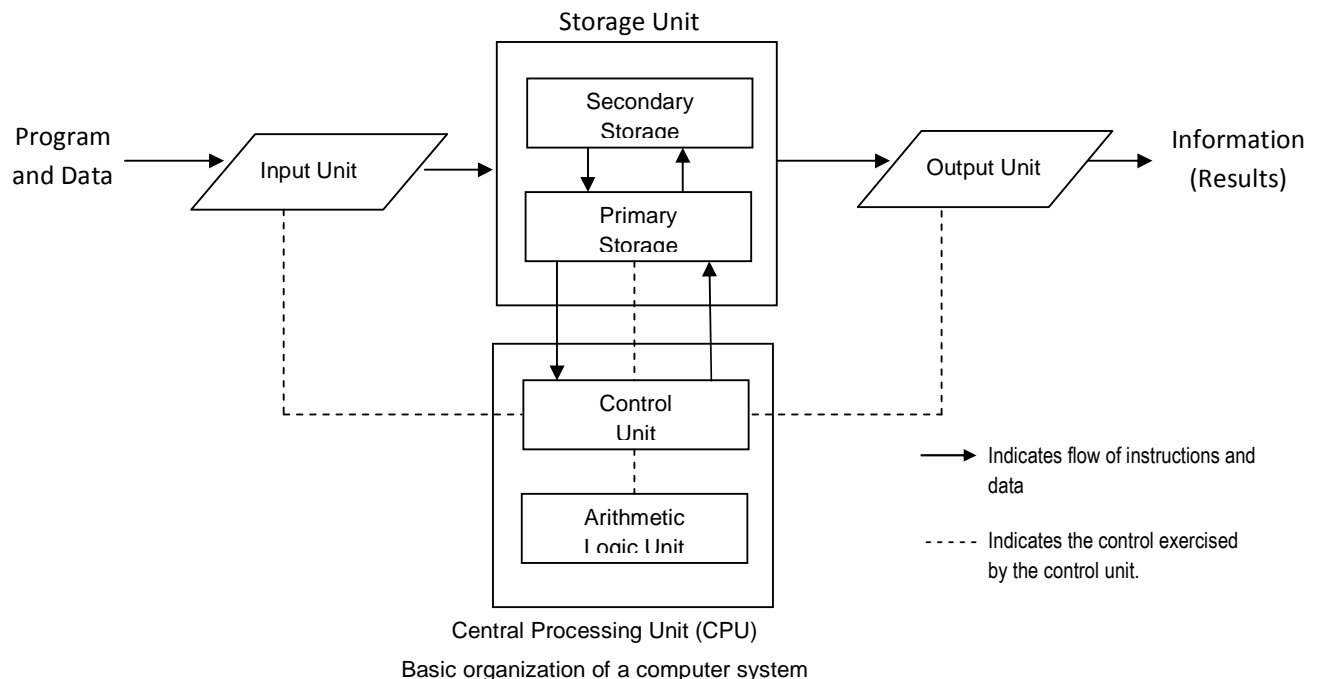 Storage Unit
Secondary
Storage
Program
and Data
Input Unit
Output Unit
Information
(Results)
Primary
Storage
Control
Unit
Arithmetic
Logic Unit
Indicates flow of instructions and
data
Indicates the control exercised
by the control unit.
Central Processing Unit (CPU)
Basic organization of a computer system